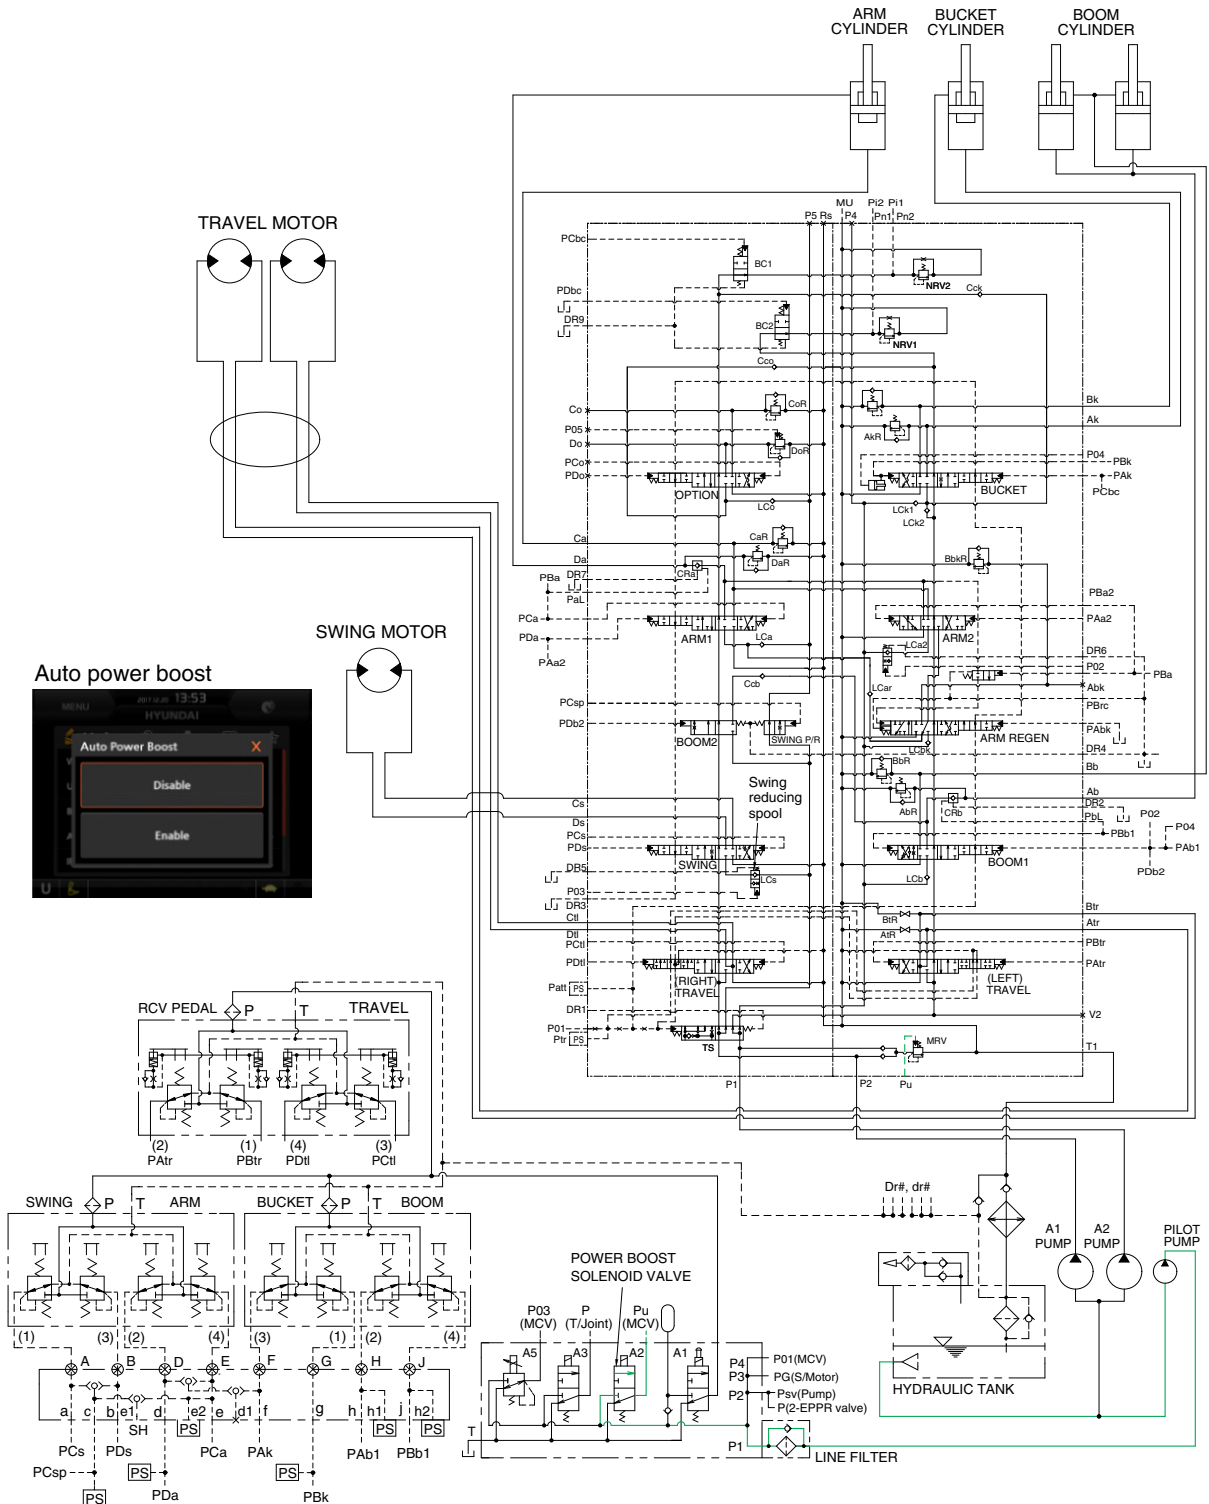 ARM
CYLINDER
BUCKET
CYLINDER
BOOM
CYLINDER
TRAVEL MOTOR
MU
Pi2 Pi1
P5 Rs P4 Pn1 Pn2
PCbc
BC1
NRV2
Cck
PDbc
DR9
BC2
NRV1
Cco
CoR
Co
Bk
Ak
P05
Do
DoR
AkR
PCo
PDo
P04
PBk
PAk
PCbc
OPTION
BUCKET
LCo
LCk1
LCk2
Ca
CaR
Da
DaR
BbkR
CRa
DR7
PBa
PaL
PCa
PDa
PAa2
PBa2
PAa2
ARM1
ARM2
LCa
LCa2
DR6
P02
PBa
Ccb
LCar
Abk
PBrc
PCsp
PDb2
BOOM2
SWING P/R
ARM REGEN
PAbk
LCbk
DR4
BbR
Bb
SWING MOTOR
Auto power boost
MENU
2017.12.20 13:53
HYUNDAI
Auto Power Boost X
Disable
Enable
U
Swing
reducing
spool
AbR
CRb
Ab
DR2
PbL
P02
P04
PBb1
PAb1
PDb2
Cs
Ds
PCs
PDs
SWING
BOOM1
DR5
LCs
LCb
P03
DR3
Ctl
Dtl
PCtl
PDtl
BtR
AtR
Btr
Atr
PBtr
PAtr
(RIGHT)
TRAVEL
(LEFT)
TRAVEL
Patt PS
DR1
P01
Ptr PS
TS
V2
MRV
T1
P1
P2
Pu
RCV PEDAL
P
T
TRAVEL
(2)
PAtr
(1)
PBtr
(4)
PDtl
(3)
PCtl
SWING
P
T
ARM
BUCKET
P
T
BOOM
(1)
(3)
(2)
(4)
(3)
(1)
(2)
(4)
A
B
D
E
F
G
H
J
a
c
b
e1
d
e2
e
d1
f
g
h
h1
j
h2
SH
PS
PS
PS
PCs
PDs
PCa
PAk
PAb1
PBb1
PCsp
PS
PS
PDa
PS
PBk
Dr#, dr#
A1
PUMP
A2
PUMP
PILOT
PUMP
HYDRAULIC TANK
POWER BOOST
SOLENOID VALVE
P03
(MCV)
P
(T/Joint)
Pu
(MCV)
A5
A3
A2
A1
P4
P01(MCV)
P3
PG(S/Motor)
P2
Psv(Pump)
P(2-EPPR valve)
T
P1
LINE FILTER